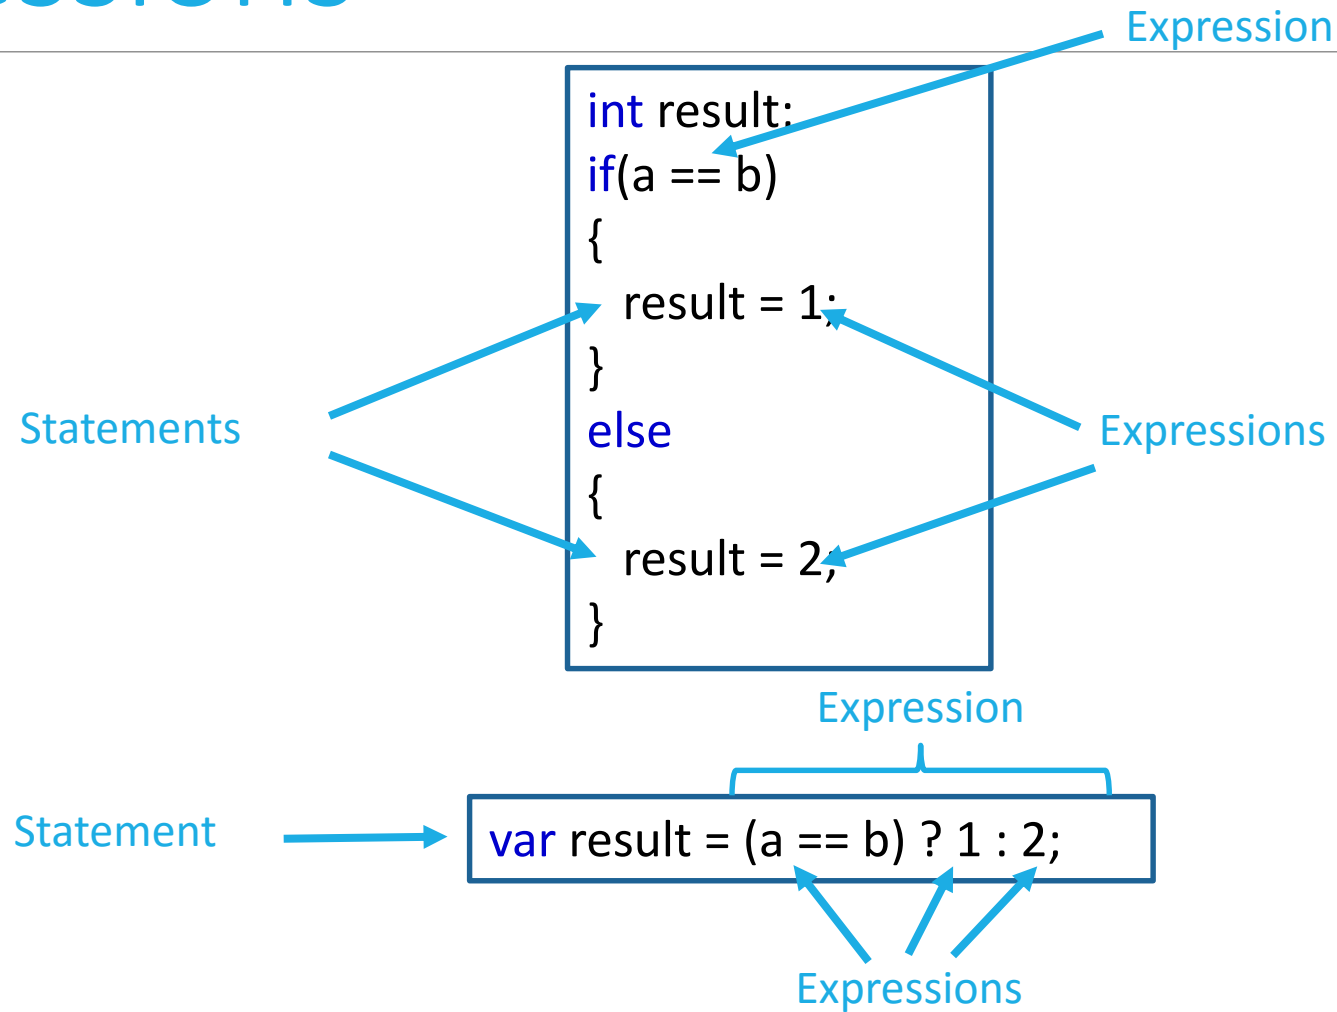 Expression
int result;
if(a == b)
{
result = 1;
}
else
{
result = 2;
}
Statements
Expressions
Expression
Statement
var result = (a == b) ? 1 : 2;
Expressions